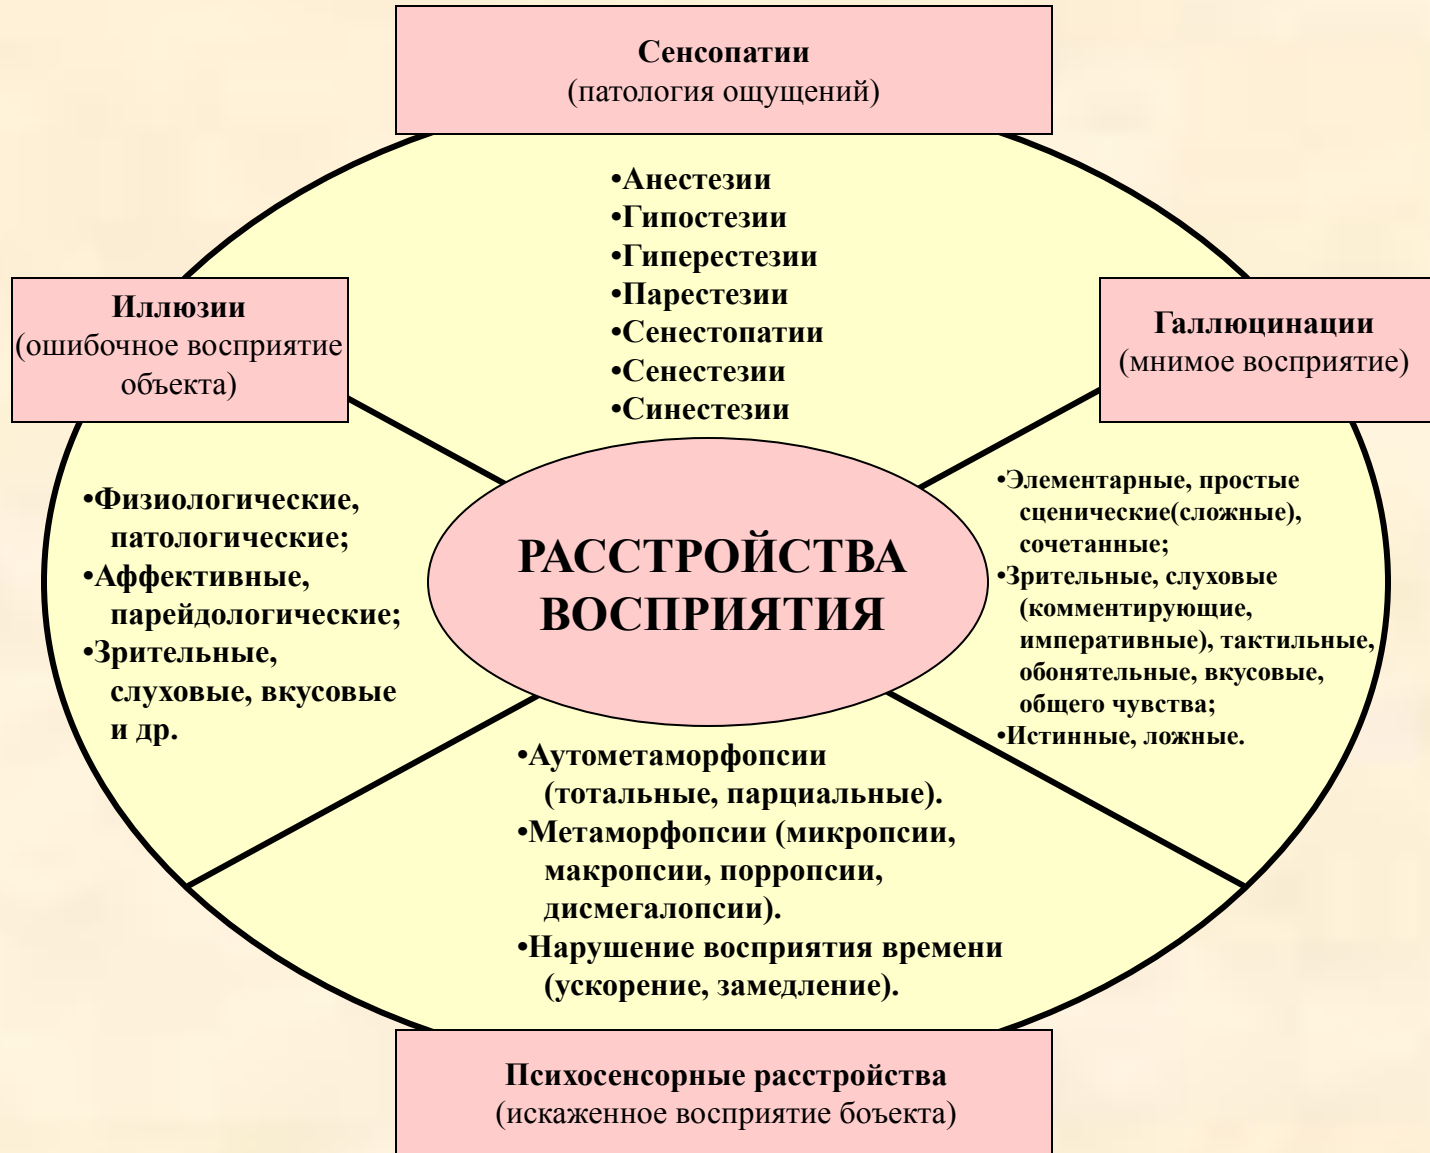 Сенсопатии
(патология ощущений)
•Анестезии
•Гипостезии
•Гиперестезии
•Парестезии
•Сенестопатии
•Сенестезии
•Синестезии
Иллюзии
(ошибочное восприятие
объекта)
Галлюцинации
(мнимое восприятие)
•Физиологические,
патологические;
•Аффективные,
парейдологические;
•Зрительные,
слуховые, вкусовые
и др.
РАССТРОЙСТВА
ВОСПРИЯТИЯ
•Элементарные, простые
сценические(сложные),
сочетанные;
•Зрительные, слуховые
(комментирующие,
императивные), тактильные,
обонятельные, вкусовые,
общего чувства;
•Истинные, ложные.
•Аутометаморфопсии
(тотальные, парциальные).
•Метаморфопсии (микропсии,
макропсии, порропсии,
дисмегалопсии).
•Нарушение восприятия времени
(ускорение, замедление).
Психосенсорные расстройства
(искаженное восприятие боъекта)